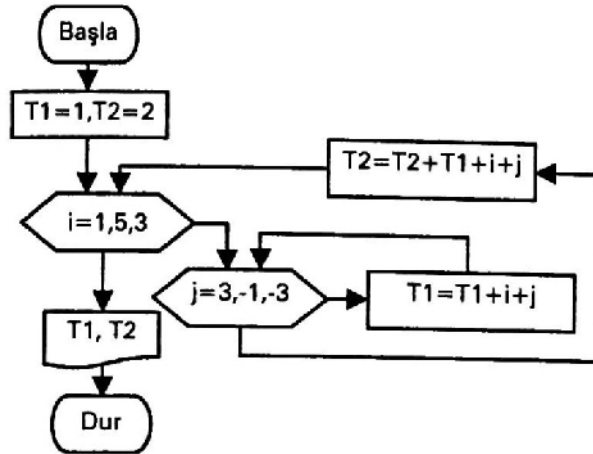 Başla
T1=1,T2=2
T2=T2+T1+i+j
i=1,5,3
j=3,-1,-3
T1=T1+i+j
T1, T2
Dur